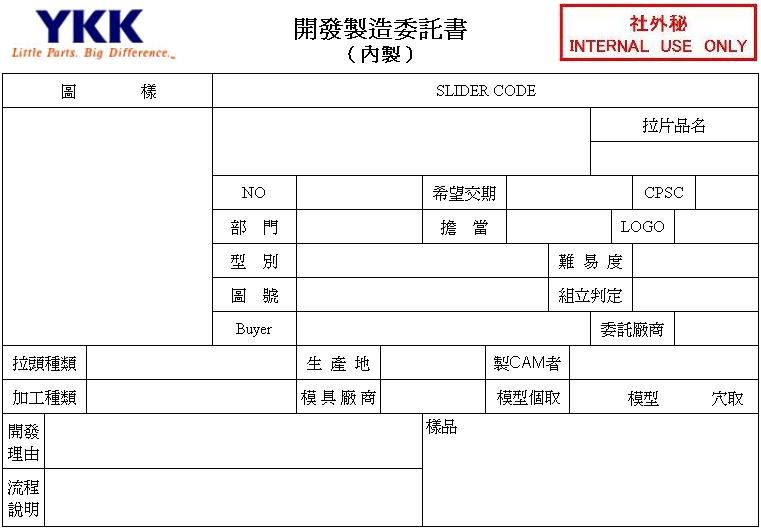 YKK
Little Parts. Big Difference.™
開發製造委託書
（內製）
社外秘
INTERNAL USE ONLY
圖 樣
SLIDER CODE
拉片品名
NO
希望交期
CPSC
部 門
擔 當
LOGO
型 別
難 易 度
圖 號
組立判定
Buyer
委託廠商
拉頭種類
生 產 地
製CAM者
加工種類
模 具 廠 商
模型個取
模型 穴取
開發
理由
樣品
流程
說明